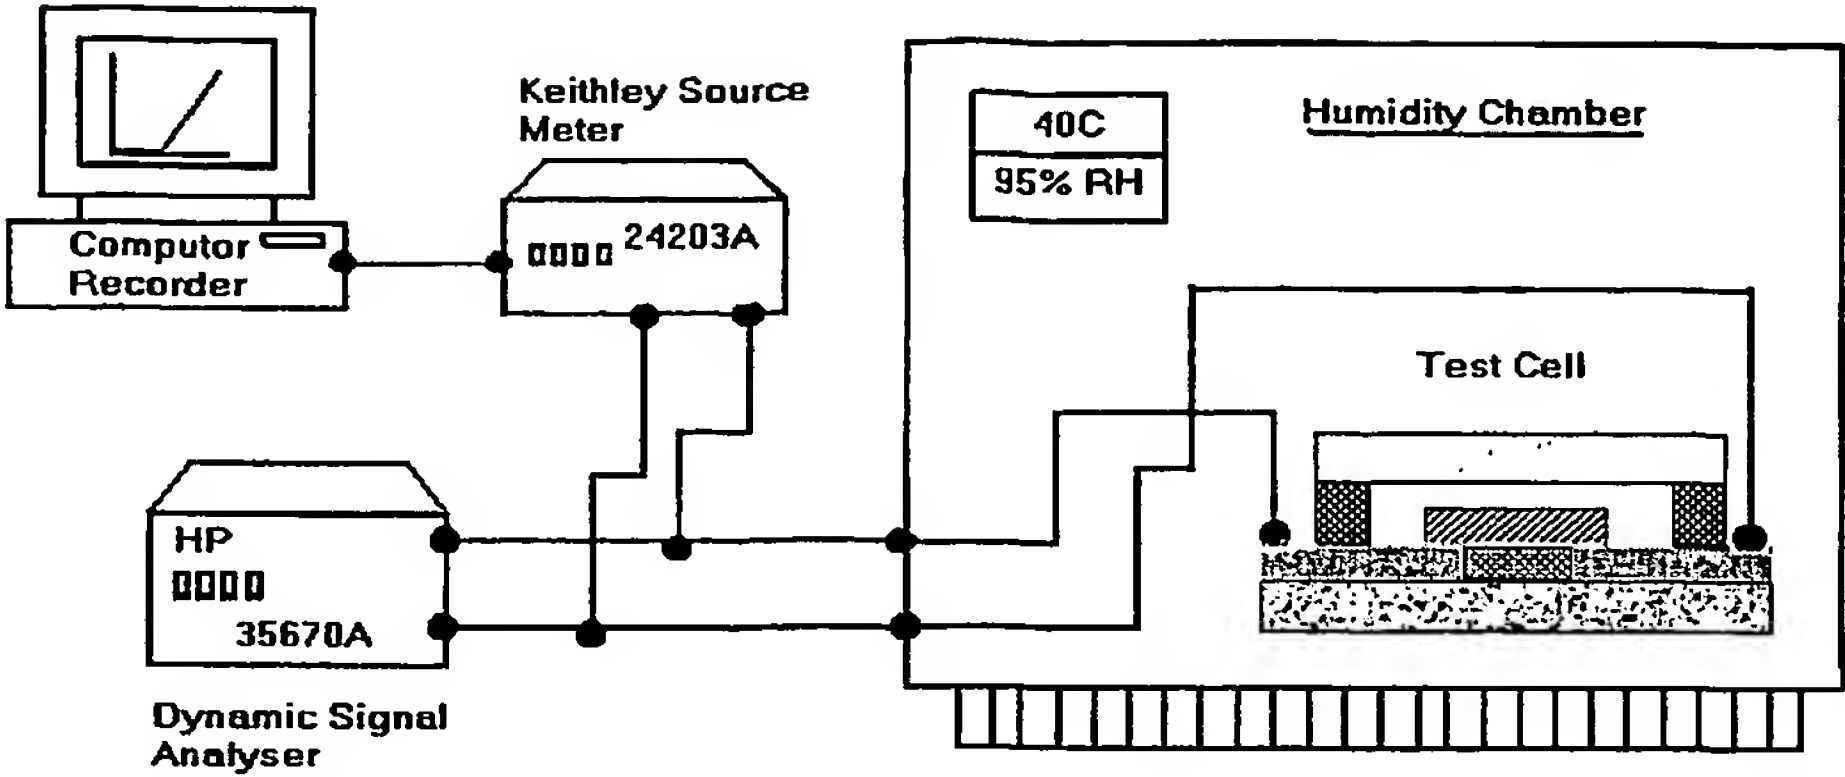 Keithley Source
Meter
24203A
Computor
Recorder
HP
35670A
Dynamic Signal
Analyser
40C
95% RH
Humidity Chamber
Test Cell